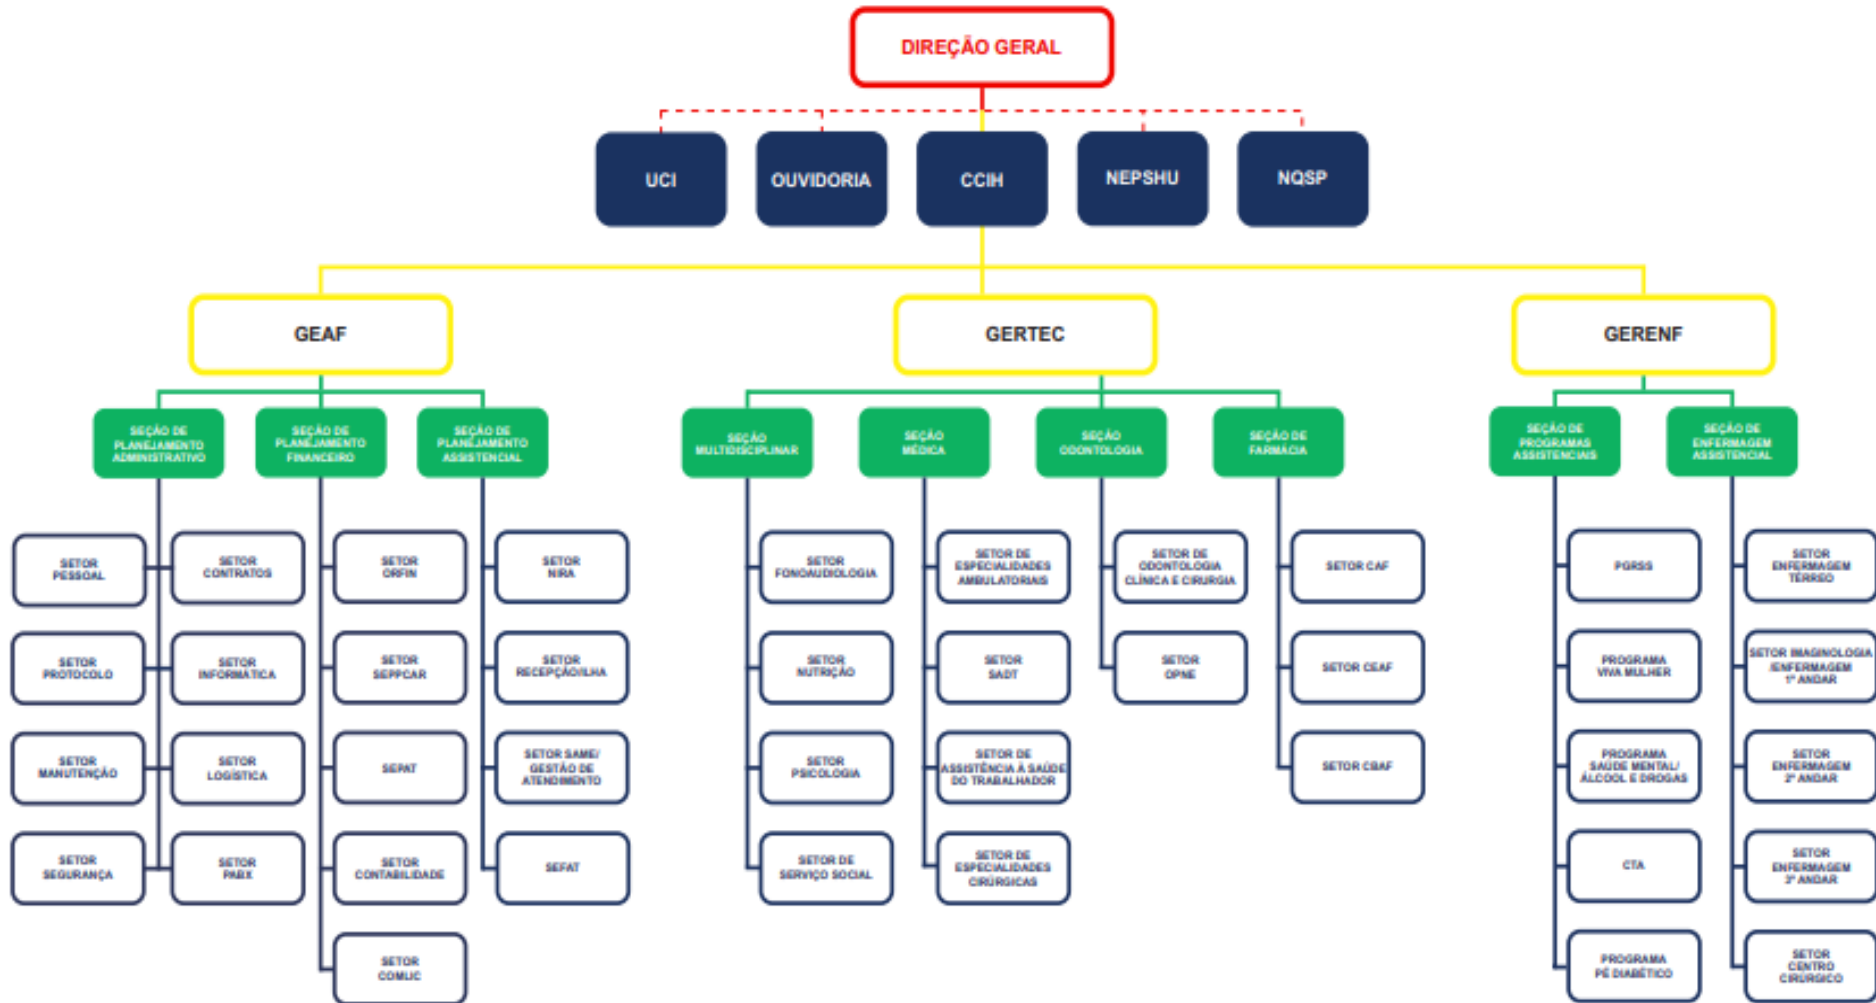 DIREÇÃO GERAL
UCI
OUVIDORIA
CCIH
NEPSHU
NQSP
GEAF
GERTEC
GERENF
SEÇÃO DE
PLANEJAMENTO
ADMINISTRATIVO
SEÇÃO DE
PLANEJAMENTO
FINANCEIRO
SEÇÃO DE
PLANEJAMENTO
ASSISTENCIAL
SEÇÃO
MULTIDISCIPLINAR
SEÇÃO
MÉDICA
SEÇÃO
ODONTOLOGIA
SEÇÃO DE
FARMÁCIA
SEÇÃO DE
PROGRAMAS
ASSISTENCIAIS
SEÇÃO DE
ENFERMAGEM
ASSISTENCIAL
SETOR
PESSOAL
SETOR
CONTRATOS
SETOR
ORFIN
SETOR
NIRA
SETOR
FONOAUDIOLOGIA
SETOR DE
ESPECIALIDADES
AMBULATORIAIS
SETOR DE
ODONTOLOGIA
CLÍNICA E CIRURGIA
SETOR CAF
PGRSS
SETOR
ENFERMAGEM
TÉRREO
SETOR
PROTOCOLO
SETOR
INFORMÁTICA
SETOR
SEPPCAR
SETOR
RECEPÇÃO/ILHA
SETOR
NUTRIÇÃO
SETOR
SADT
SETOR
OPNE
SETOR CEAF
PROGRAMA
VIVA MULHER
SETOR IMAGINOLOGIA
/ENFERMAGEM
1º ANDAR
SETOR
MANUTENÇÃO
SETOR
LOGÍSTICA
SEPAT
SETOR SAME/
GESTÃO DE
ATENDIMENTO
SETOR
PSICOLOGIA
SETOR DE
ASSISTÊNCIA À SAÚDE
DO TRABALHADOR
SETOR CBAF
PROGRAMA
SAÚDE MENTAL/
ÁLCOOL E DROGAS
SETOR
ENFERMAGEM
2º ANDAR
SETOR
SEGURANÇA
SETOR
PABX
SETOR
CONTABILIDADE
SEFAT
SETOR DE
SERVIÇO SOCIAL
SETOR DE
ESPECIALIDADES
CIRÚRGICAS
CTA
SETOR
ENFERMAGEM
3º ANDAR
SETOR
COMLIC
PROGRAMA
PÉ DIABÉTICO
SETOR
CENTRO
CIRÚRGICO